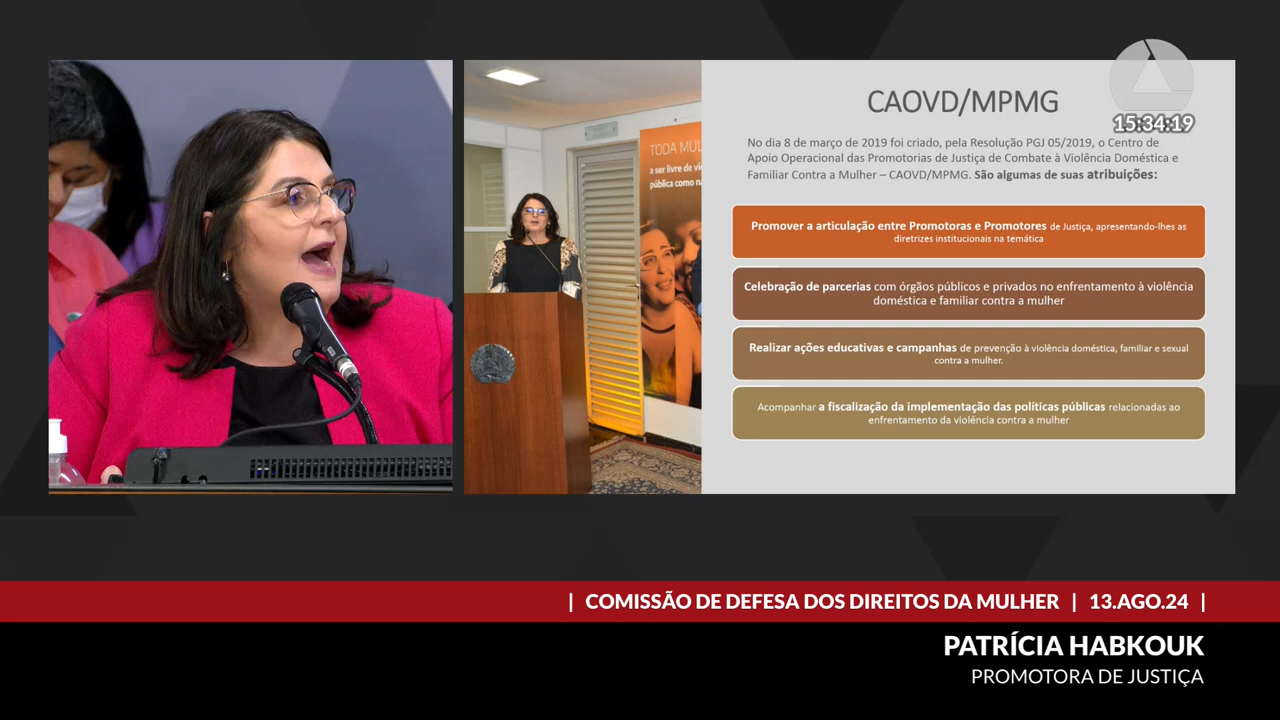 15:34:19
TODA MUL
a ser livre de vi
pública como n
CAOVD/MPMG
No dia 8 de março de 2019 foi criado, pela Resolução PGJ 05/2019, o Centro de
Apoio Operacional das Promotorias de Justiça de Combate à Violência Doméstica e
Familiar Contra a Mulher – CAOVD/MPMG. São algumas de suas atribuições:
Promover a articulação entre Promotoras e Promotores de Justiça, apresentando-lhes as
diretrizes institucionais na temática
Celebração de parcerias com órgãos públicos e privados no enfrentamento à violência
doméstica e familiar contra a mulher
Realizar ações educativas e campanhas de prevenção à violência doméstica, familiar e sexual
contra a mulher.
Acompanhar a fiscalização da implementação das políticas públicas relacionadas ao
enfrentamento da violência contra a mulher
| COMISSÃO DE DEFESA DOS DIREITOS DA MULHER | 13.AGO.24 |
PATRÍCIA HABKOUK
PROMOTORA DE JUSTIÇA